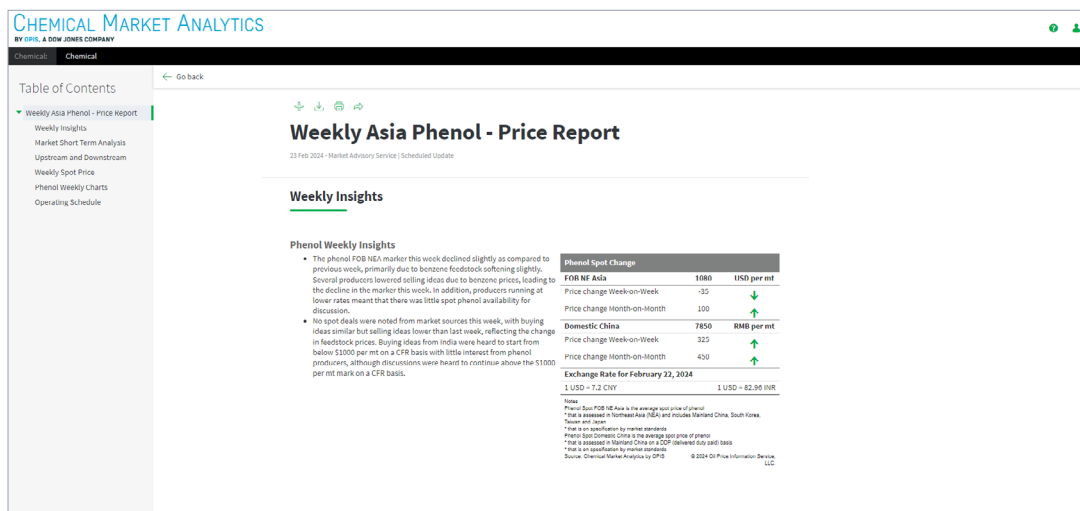 CHEMICAL MARKET ANALYTICS
BY OPIS, A DOW JONES COMPANY
Chemical: Chemical
Table of Contents
Weekly Asia Phenol - Price Report
Weekly Insights
Market Short Term Analysis
Upstream and Downstream
Weekly Spot Price
Phenol Weekly Charts
Operating Schedule
Go back
Weekly Asia Phenol - Price Report
23 Feb 2024 - Market Advisory Service | Scheduled Update
Weekly Insights
Phenol Weekly Insights
• The phenol FOB NEA marker this week declined slightly as compared to
previous week, primarily due to benzene feedstock softening slightly.
Several producers lowered selling ideas due to benzene prices, leading to
the decline in the marker this week. In addition, producers running at
lower rates meant that there was little spot phenol availability for
discussion.
• No spot deals were noted from market sources this week, with buying
ideas similar but selling ideas lower than last week, reflecting the change
in feedstock prices. Buying ideas from India were heard to start from
below $1000 per mt on a CFR basis with little interest from phenol
producers, although discussions were heard to continue above the $1000
per mt mark on a CFR basis.
Phenol Spot Change
FOB NE Asia 1080 USD per mt
Price change Week-on-Week -35
Price change Month-on-Month 100
Domestic China 7850 RMB per mt
Price change Week-on-Week 325
Price change Month-on-Month 450
Exchange Rate for February 22, 2024
1 USD = 7.2 CNY 1 USD = 82.96 INR
Notes
Phenol Spot FOB NE Asia is the average spot price of phenol
* that is assessed in Northeast Asia (NEA) and includes Mainland China, South Korea,
Taiwan and Japan
* that is on specification by market standards
Phenol Spot Domestic China is the average spot price of phenol
* that is assessed in Mainland China on a DDP (delivered duty paid) basis
* that is on specification by market standards
Source: Chemical Market Analytics by OPIS © 2024 Oil Price Information Service,
LLC.